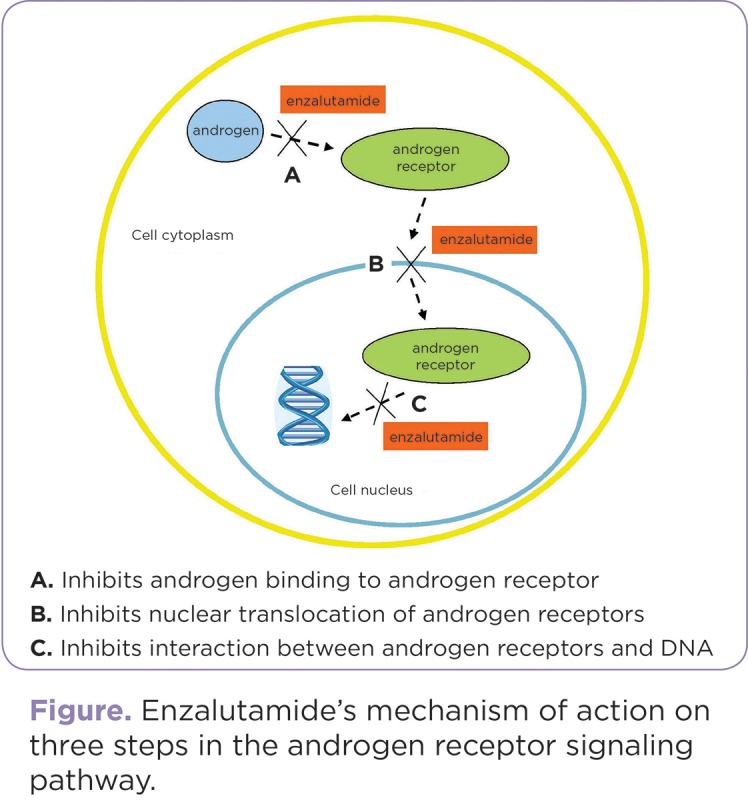 enzalutamide
androgen
androgen
receptor
A
Cell cytoplasm
enzalutamide
B
androgen
receptor
C
enzalutamide
Cell nucleus
A. Inhibits androgen binding to androgen receptor
B. Inhibits nuclear translocation of androgen receptors
C. Inhibits interaction between androgen receptors and DNA
Figure. Enzalutamide’s mechanism of action on
three steps in the androgen receptor signaling
pathway.